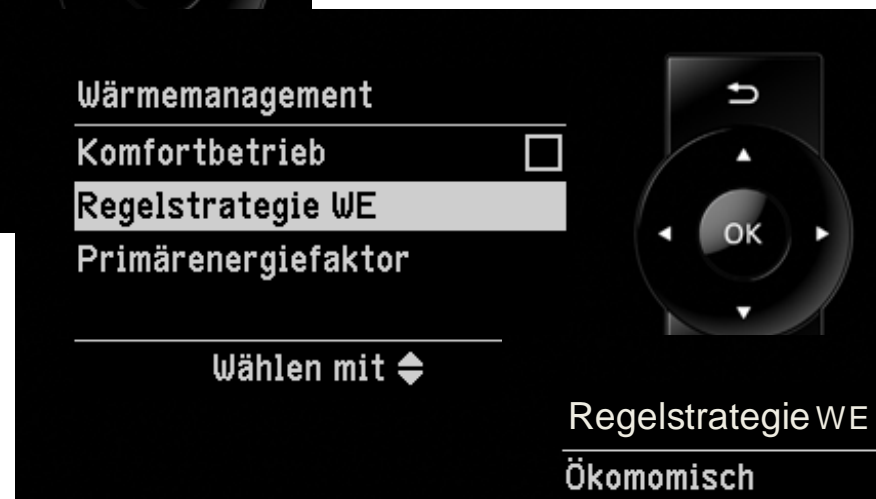 Wärmemanagement
Komfortbetrieb
Regelstrategie WE
Primärenergiefaktor
Wählen mit
OK
Regelstrategie WE
Ökomomisch